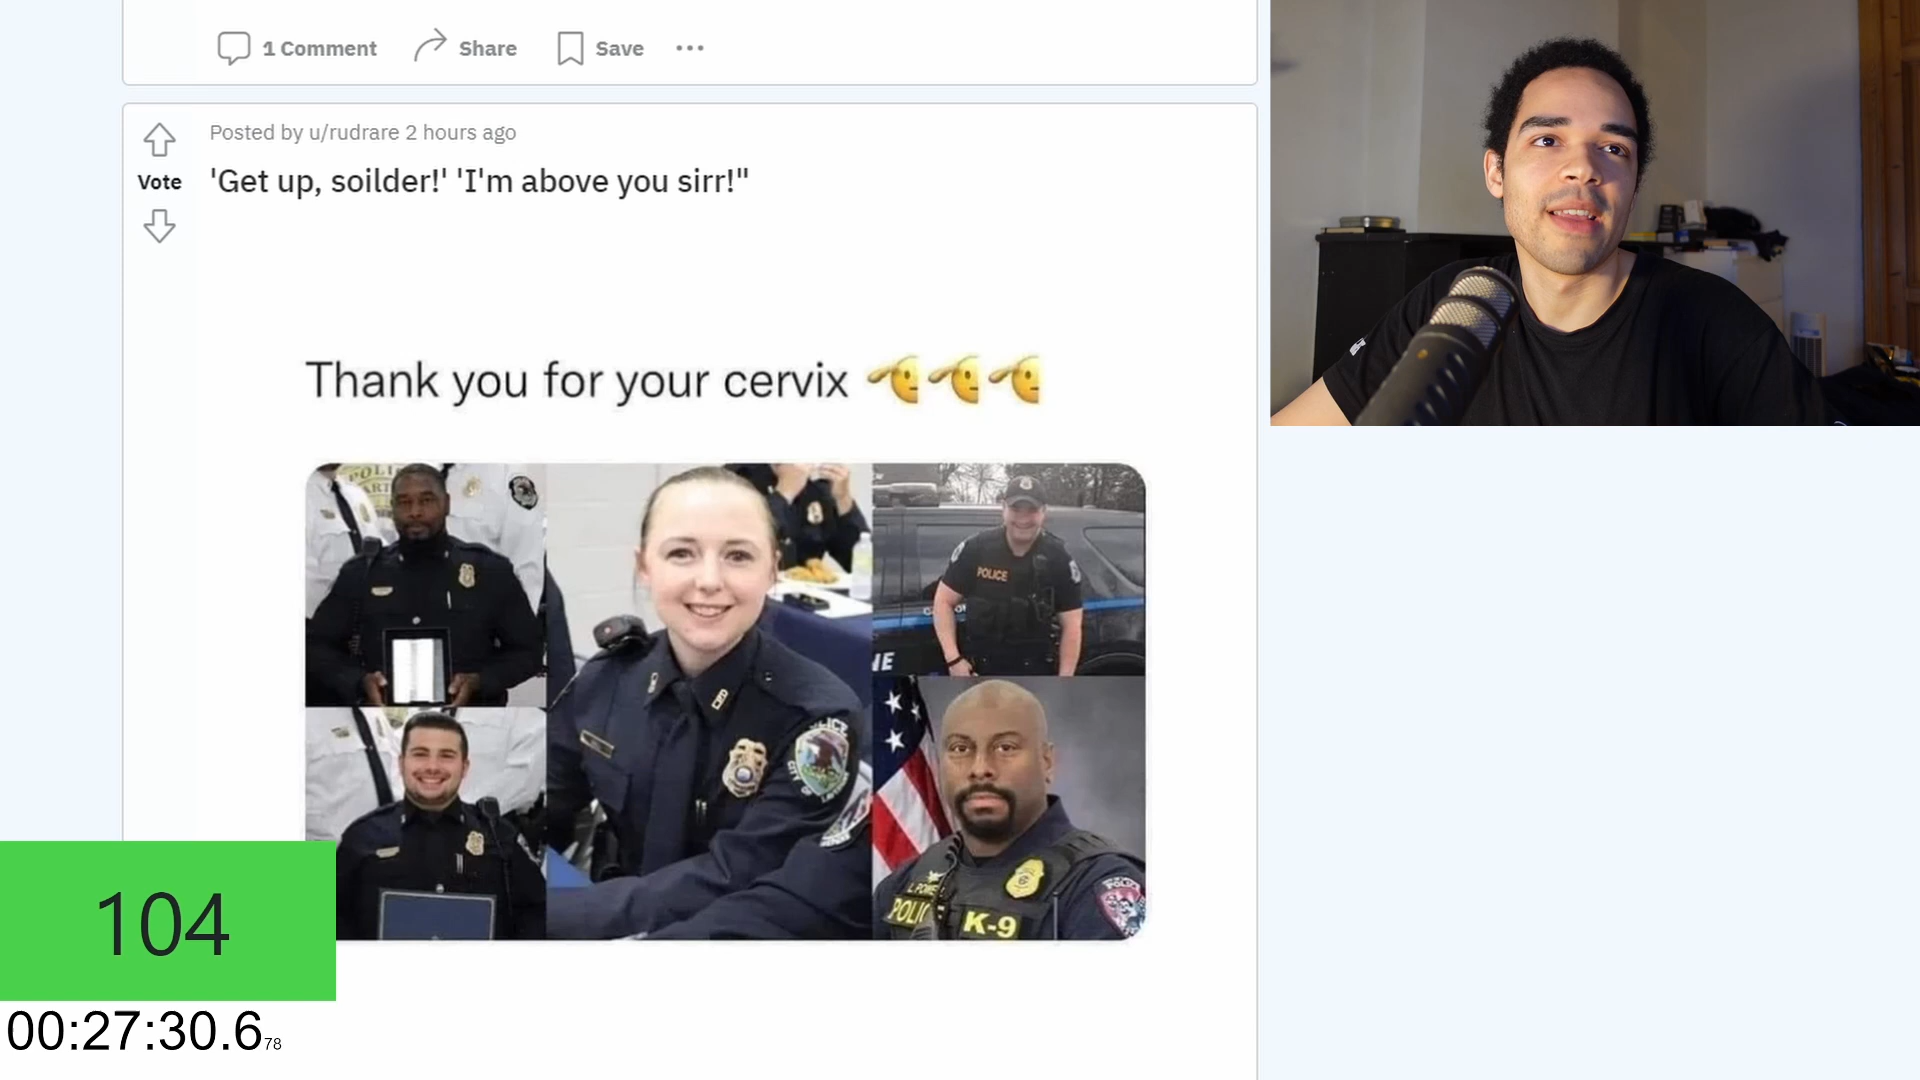 1 Comment Share Save
Posted by u/rudrare 2 hours ago
Vote
'Get up, soilder!' 'I'm above you sirr!"
Thank you for your cervix
POLICE
K-9
104
00:27:30.678